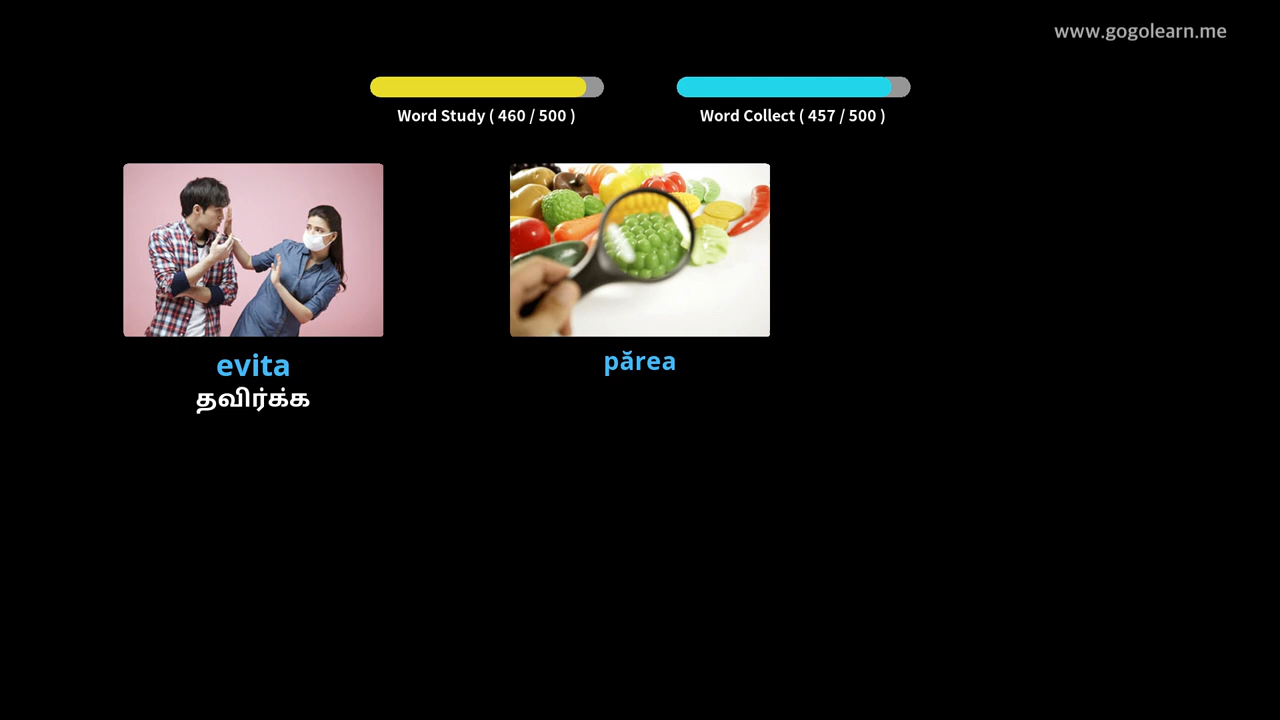 www.gogolearn.me
Word Study ( 460 / 500 )
Word Collect ( 457 / 500 )
evita
தவிர்க்க
părea